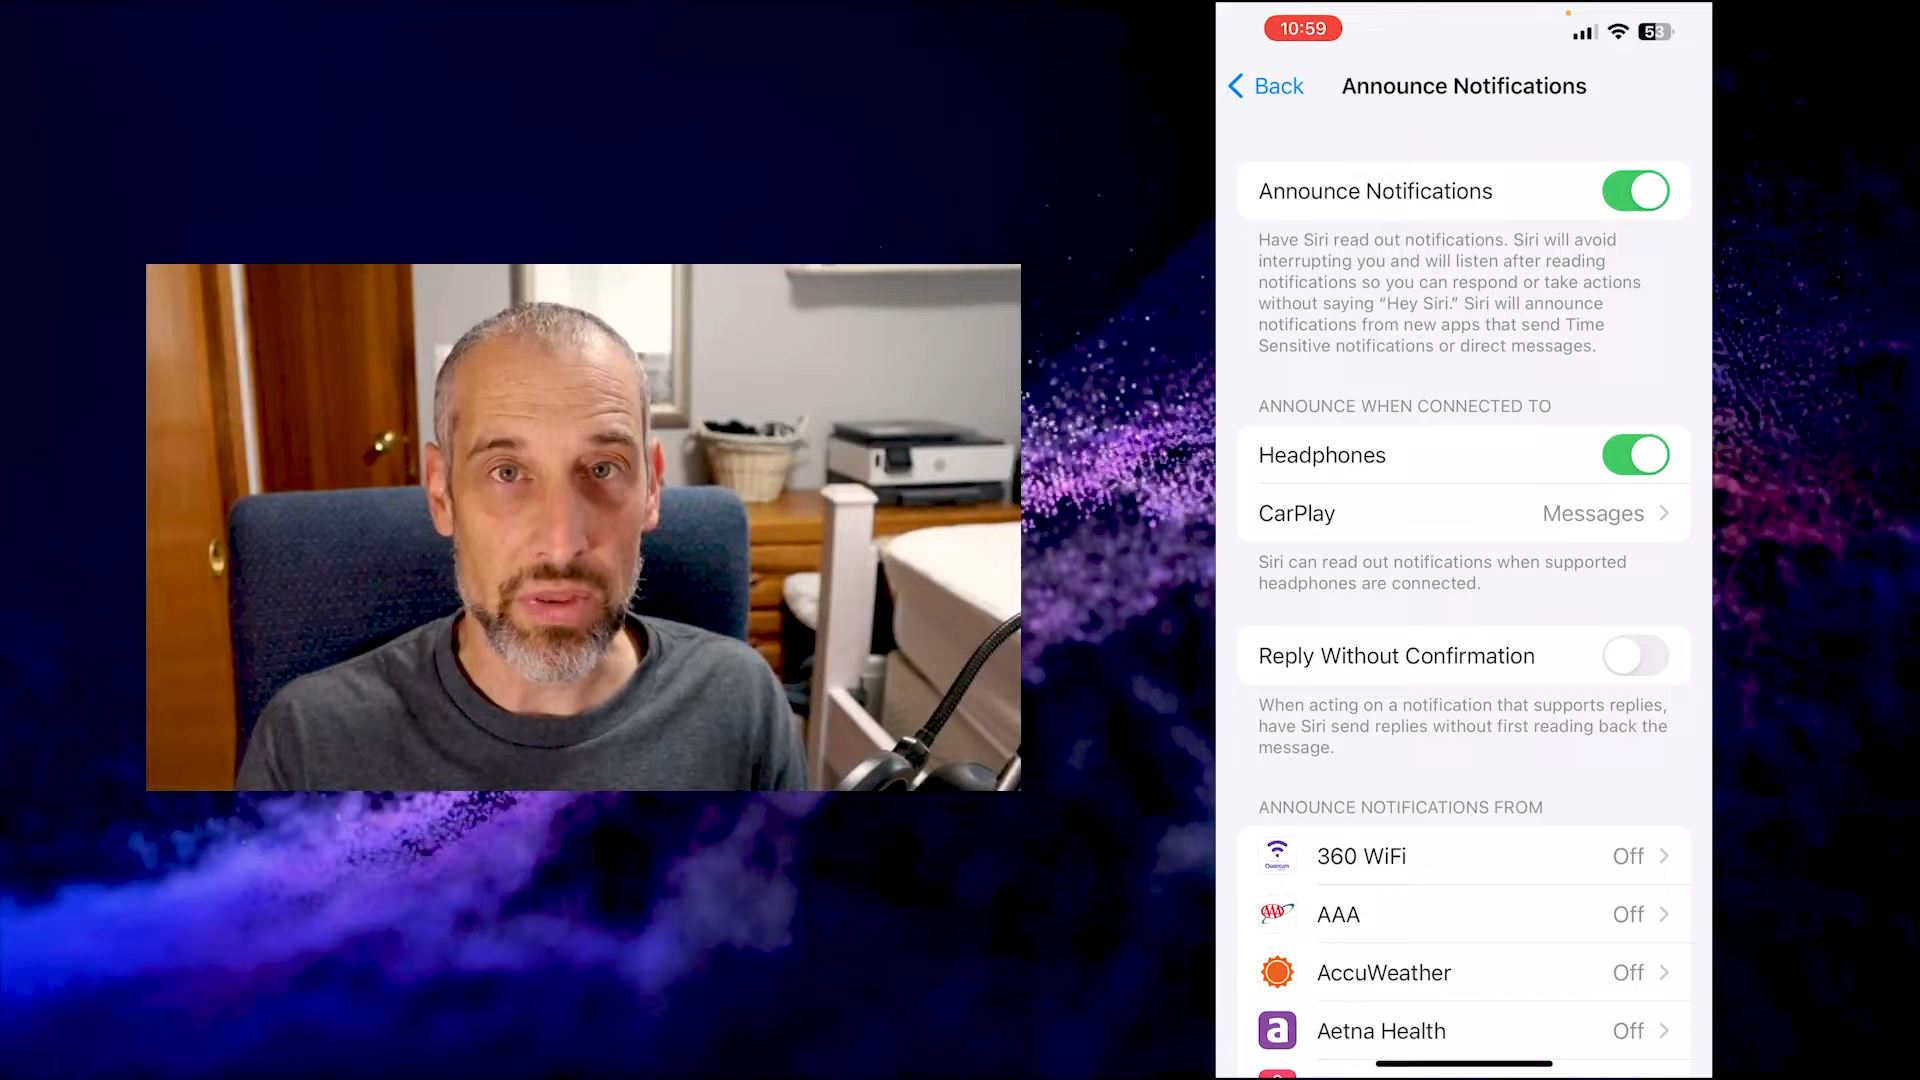 10:59
53
Back
Announce Notifications
Announce Notifications
Have Siri read out notifications. Siri will avoid
interrupting you and will listen after reading
notifications so you can respond or take actions
without saying “Hey Siri.” Siri will announce
notifications from new apps that send Time
Sensitive notifications or direct messages.
ANNOUNCE WHEN CONNECTED TO
Headphones
CarPlay Messages
Siri can read out notifications when supported
headphones are connected.
Reply Without Confirmation
When acting on a notification that supports replies,
have Siri send replies without first reading back the
message.
ANNOUNCE NOTIFICATIONS FROM
Quantum
360 WiFi Off
AAA
AAA Off
AccuWeather Off
a
Aetna Health Off